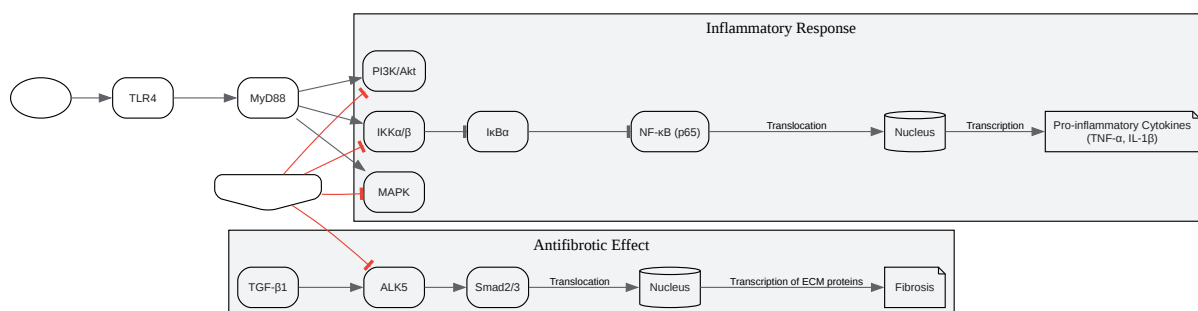 Inflammatory Response
PI3K/Akt
TLR4
MyD88
IKKα/β
IκBα
NF-κB (p65)
Translocation
Nucleus
Transcription
Pro-inflammatory Cokines
(TNF-α, IL-1β)
MAPK
Antifibrotic Effect
TGF-β1
ALK5
Smad2/3
Translocation
Nucleus
Transcription of ECM proteins
Fibrosis